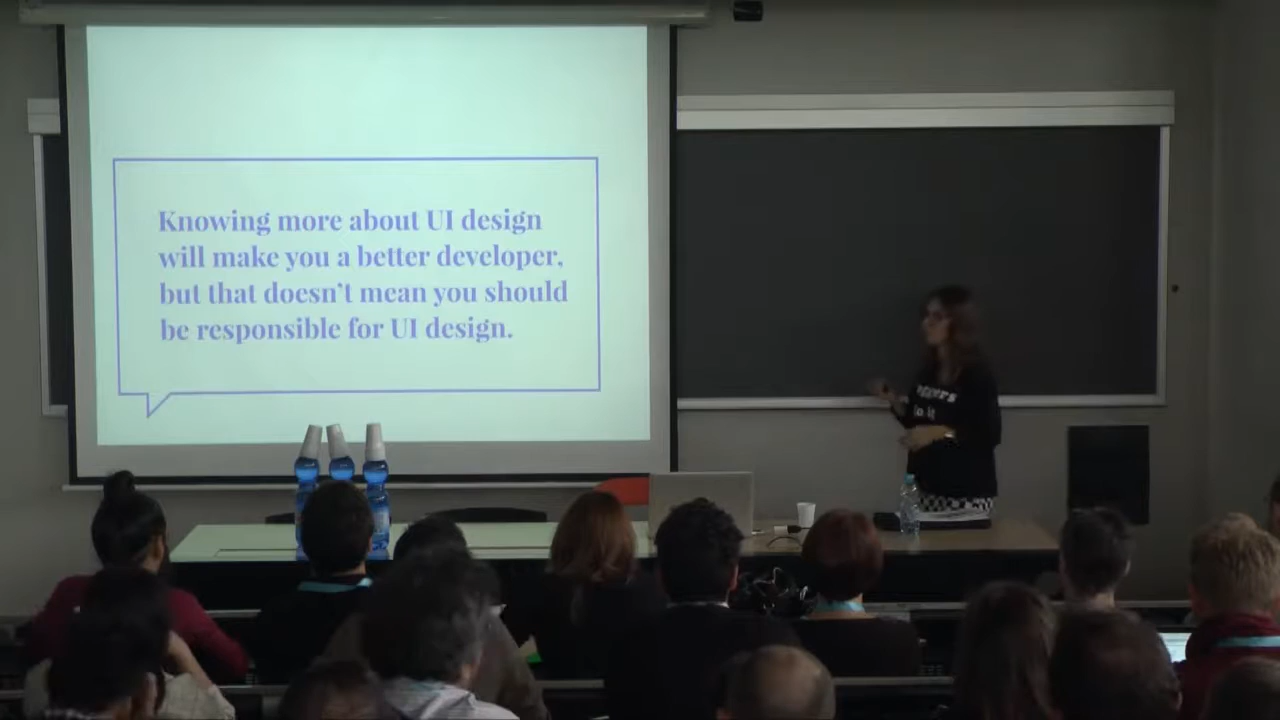 Knowing more about UI design
will make you a better developer,
but that doesn't mean you should
be responsible for UI design.